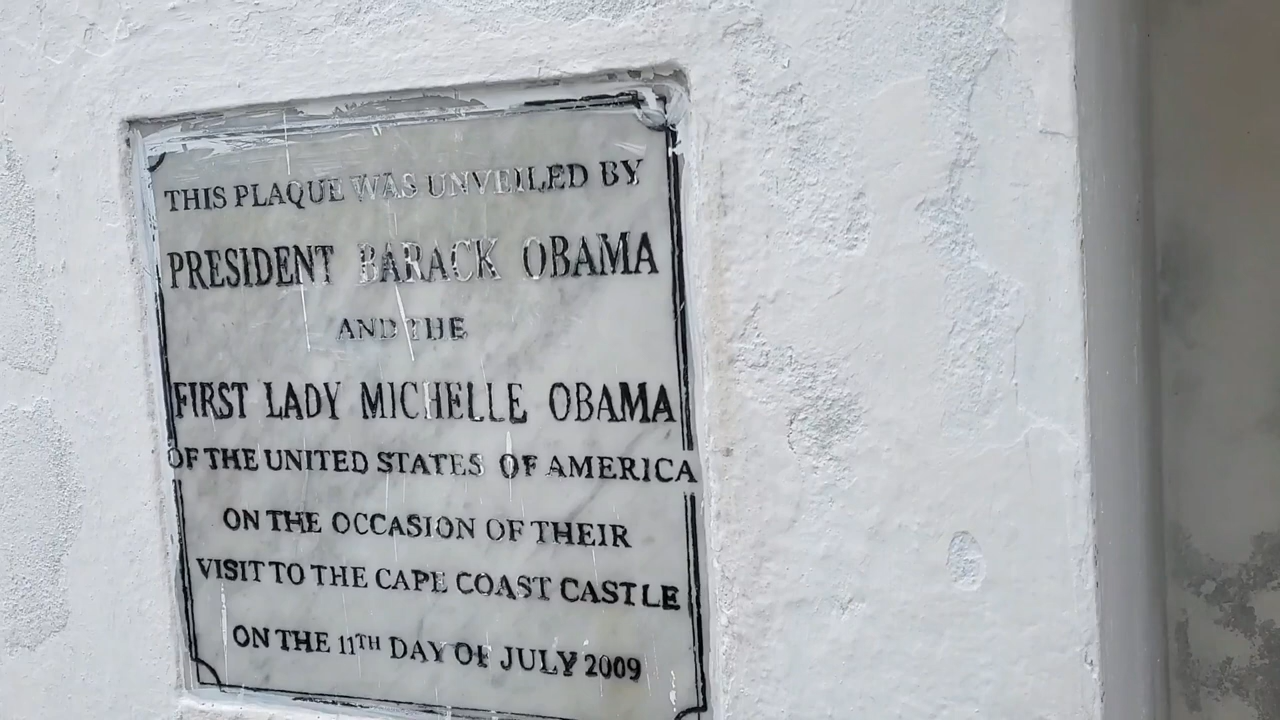 THIS PLAQUE WAS UNVEILED BY
PRESIDENT BARACK OBAMA
AND THE
FIRST LADY MICHELLE OBAMA
OF THE UNITED STATES OF AMERICA
ON THE OCCASION OF THEIR
VISIT TO THE CAPE COAST CASTLE
ON THE 11TH DAY OF JULY 2009